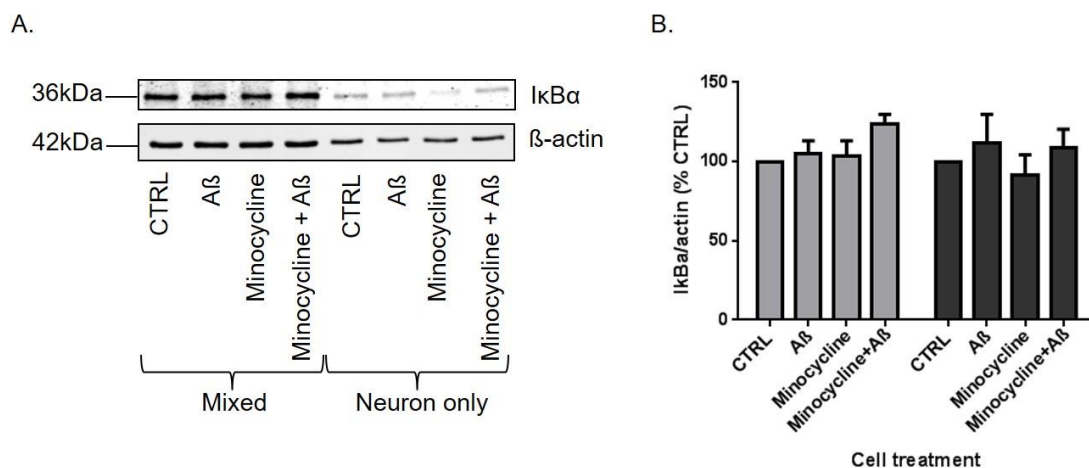 A.
36kDa
IκBα
42kDa
ß-actin
CTRL
Aß
Minocycline
Minocycline + Aß
CTRL
Aß
Minocycline
Minocycline + Aß
Mixed
Neuron only
B.
IkBa/actin (% CTRL)
150
100
50
0
CTRL
Aß
Minocycline
Minocycline+Aß
CTRL
Aß
Minocycline
Minocycline+Aß
Cell treatment